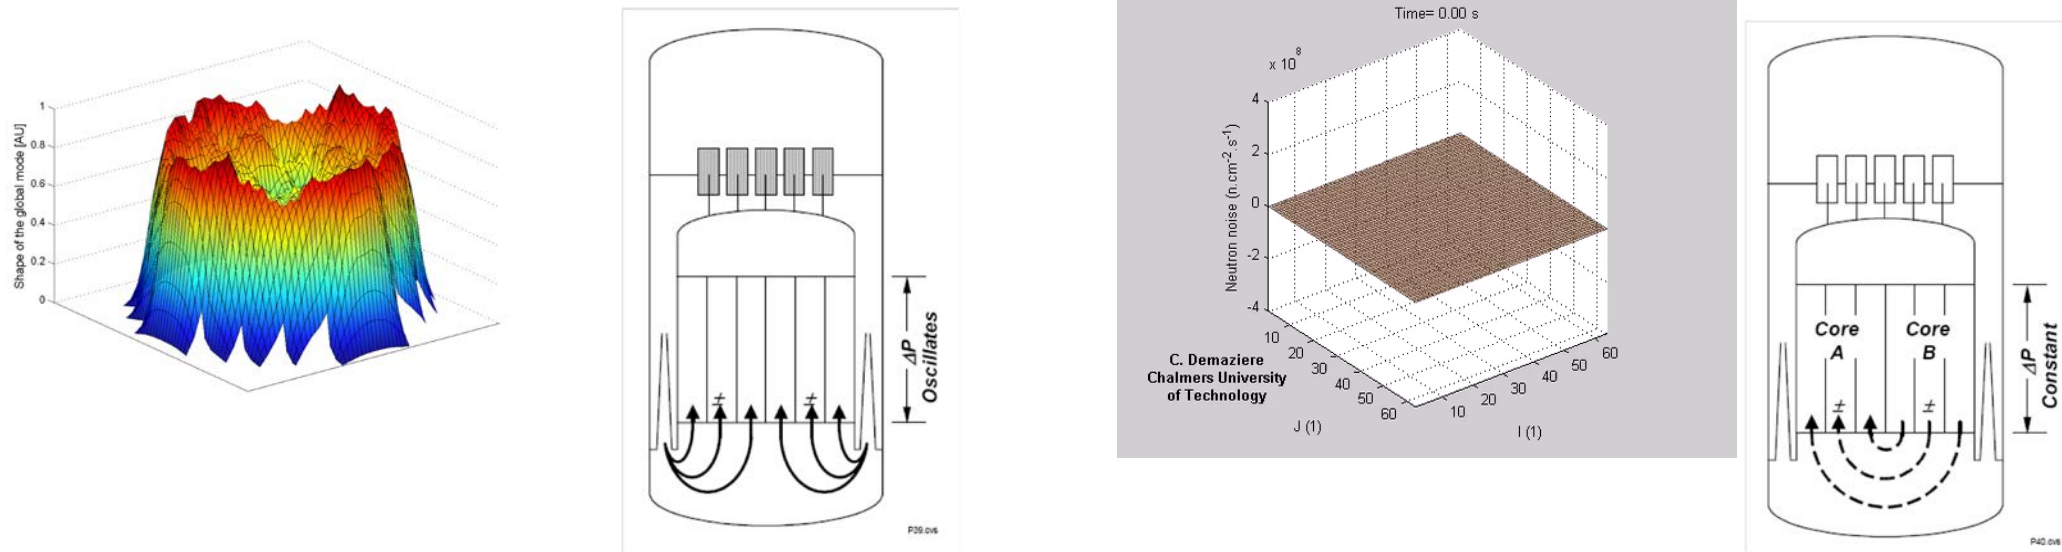 Shape of the global mode [AU]
1
0.8
0.6
0.4
0.2
0
±
±
ΔP
Oscillates
P39.cvs
Time= 0.00 s
x 10
8
Neutron noise (n.cm-2.s-1)
4
2
0
-2
-4
10
20
30
40
50
60
J (1)
10
20
30
40
50
60
I (1)
C. Demaziere
Chalmers University
of Technology
Core
A
Core
B
±
±
ΔP
Constant
P40.cvs